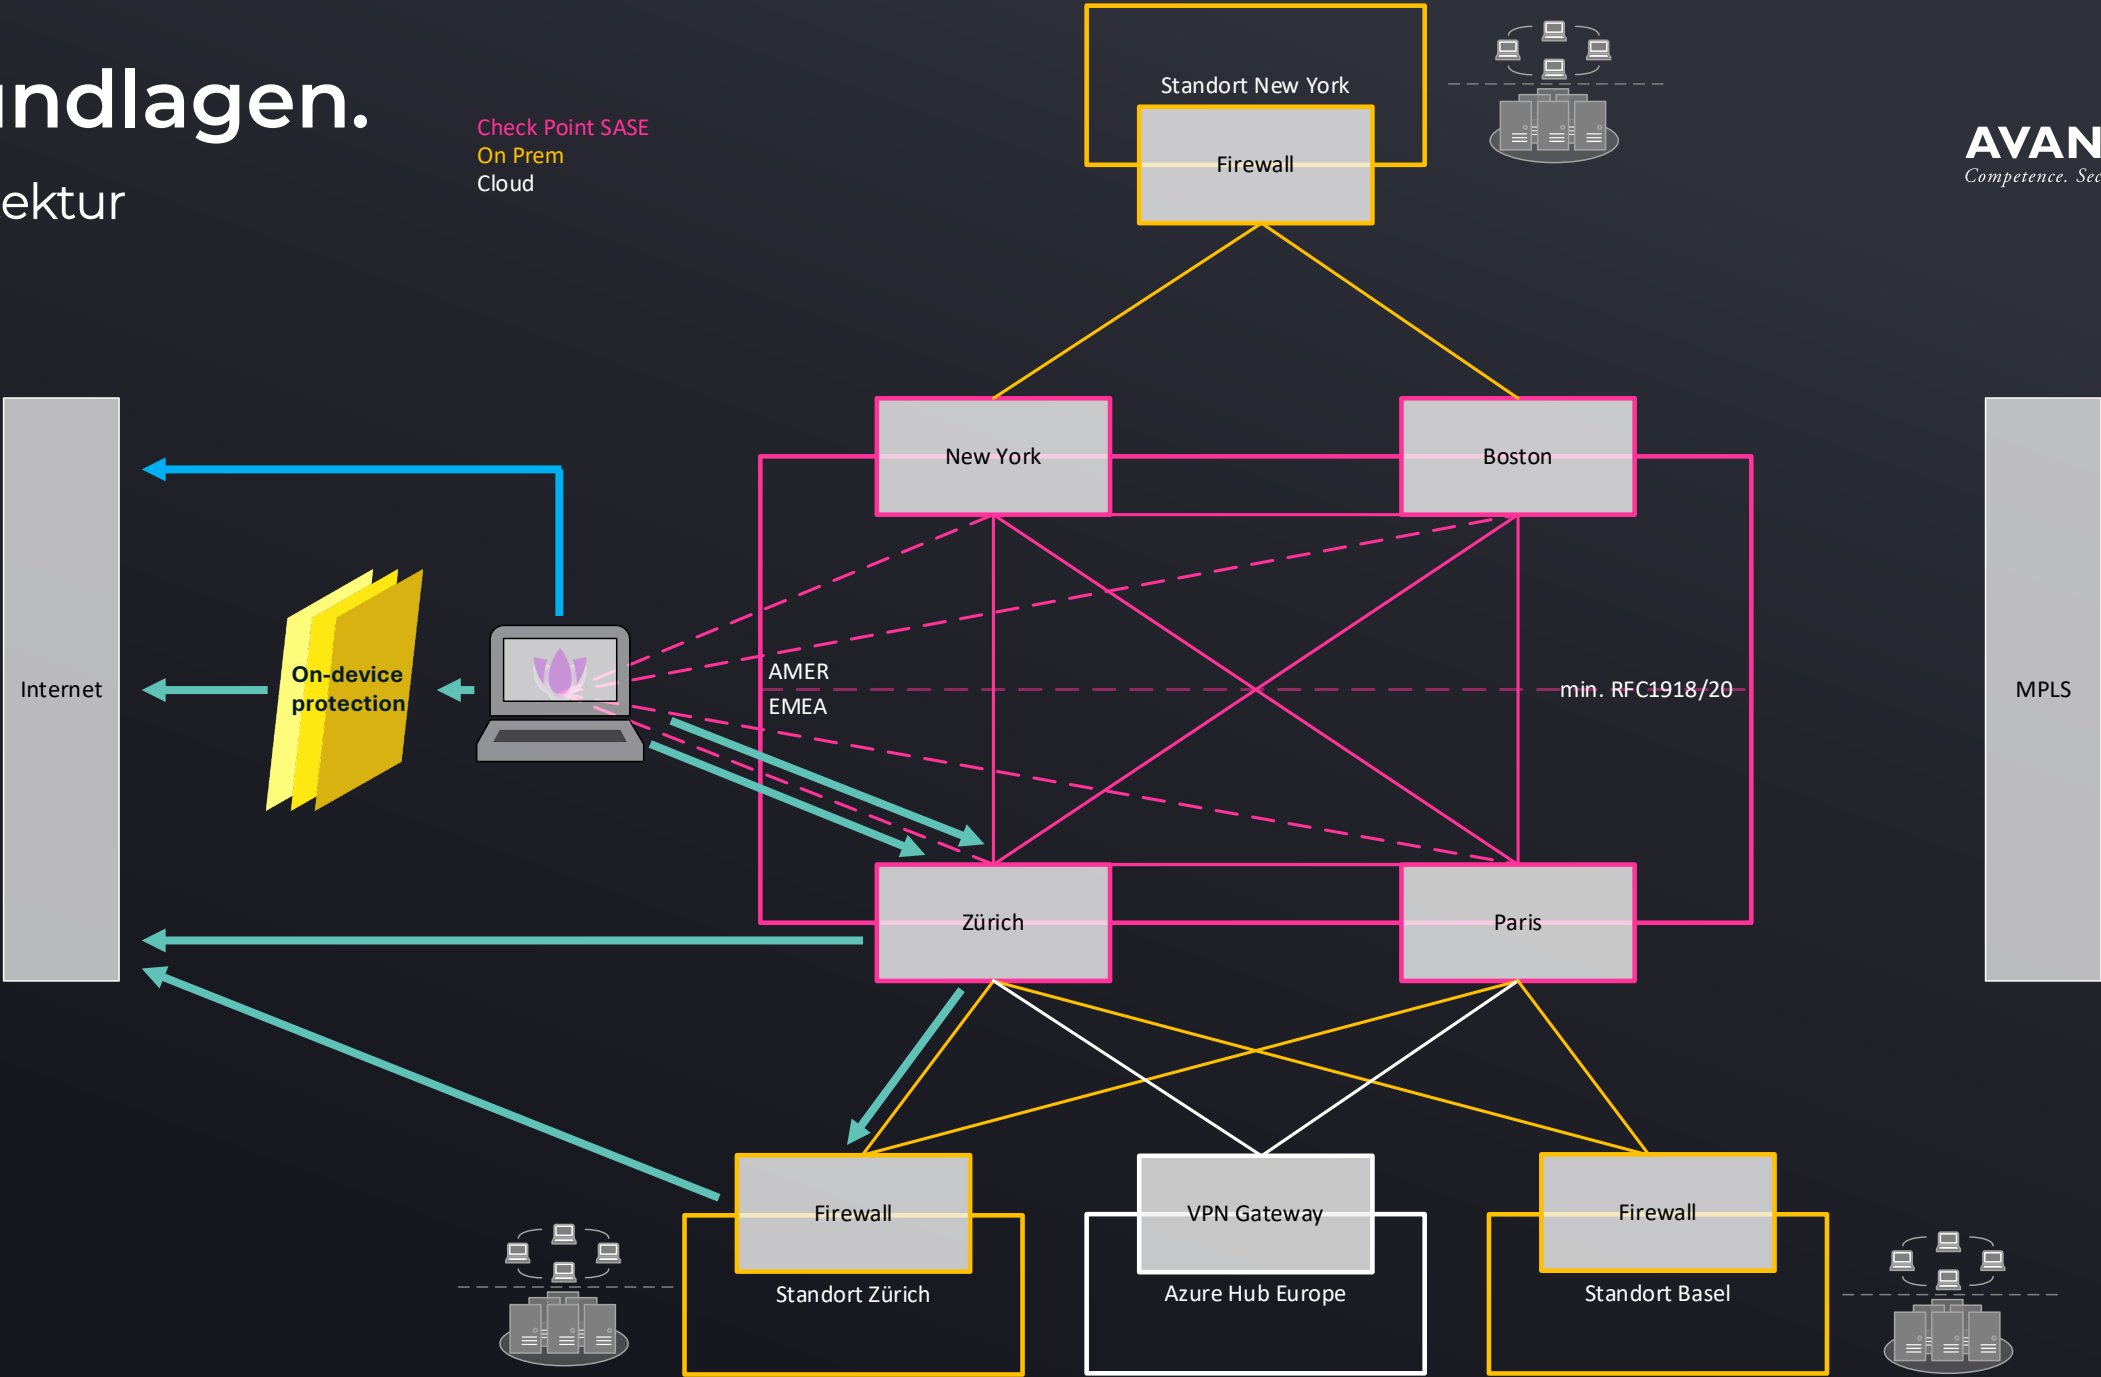 ndlagen.
ektur
Check Point SASE
On Prem
Cloud
Standort New York
Firewall
AVAN
Competence. Sec
New York
Boston
Internet
On-device
protection
AMER
EMEA
min. RFC1918/20
MPLS
Zürich
Paris
Firewall
Standort Zürich
VPN Gateway
Azure Hub Europe
Firewall
Standort Basel